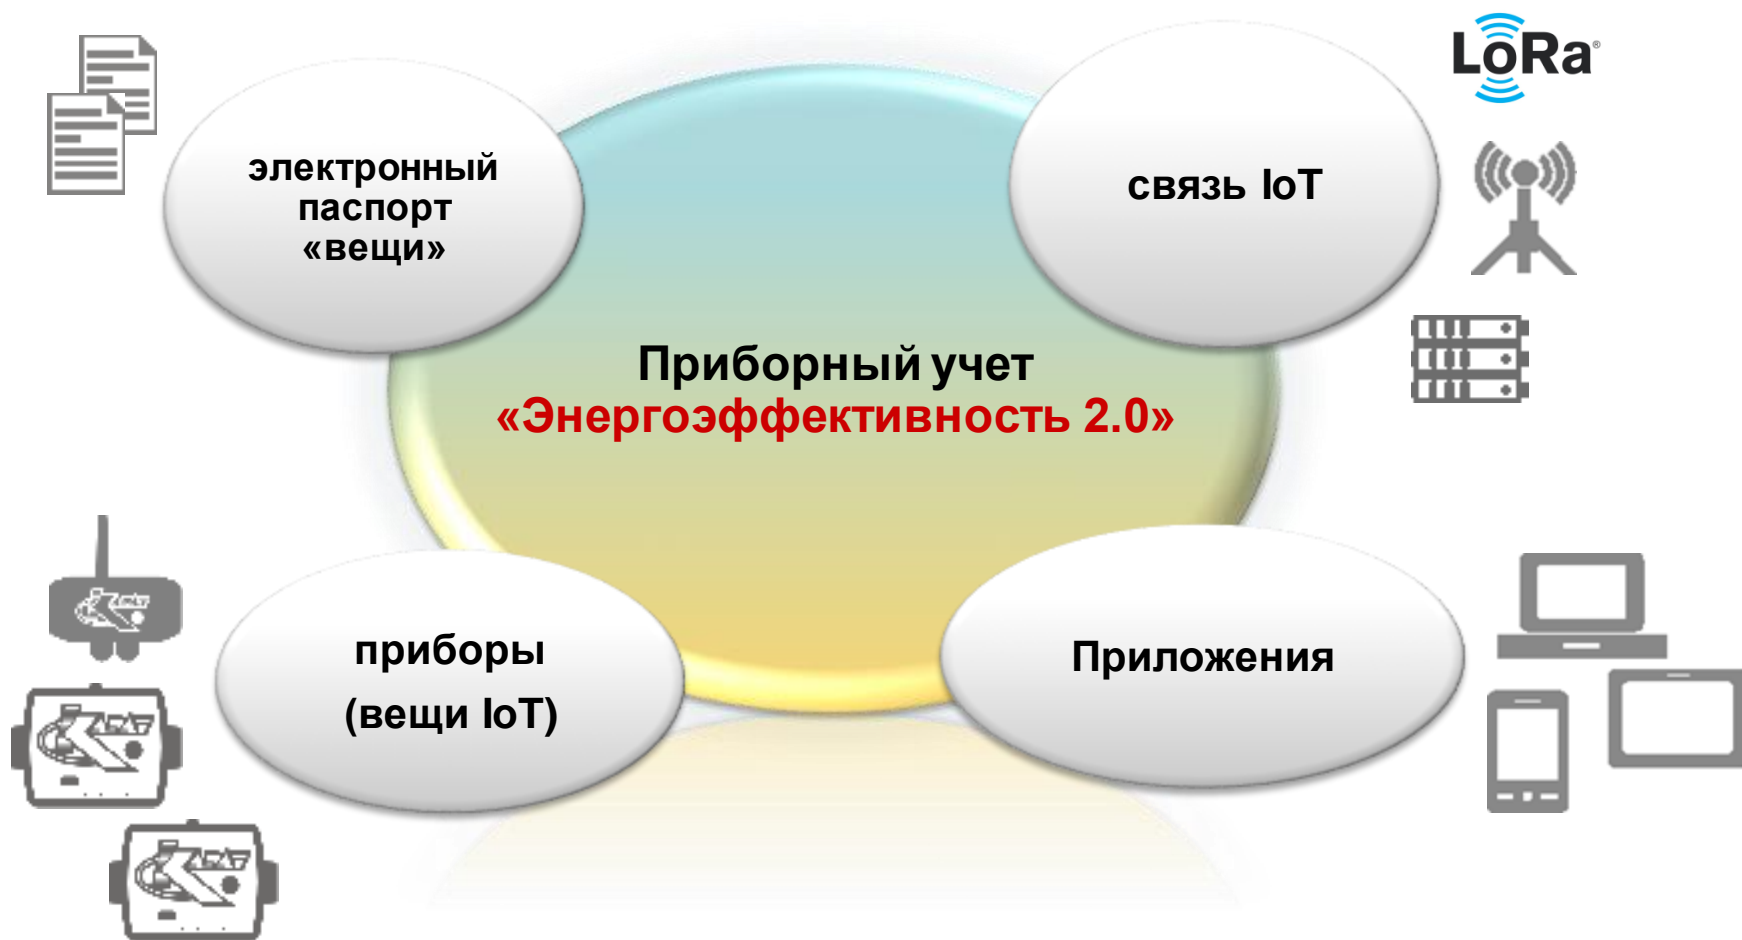 LoRa®
электронный
паспорт
«вещи»
связь IoT
Приборный учет
«Энергоэффективность 2.0»
приборы
(вещи IoT)
Приложения